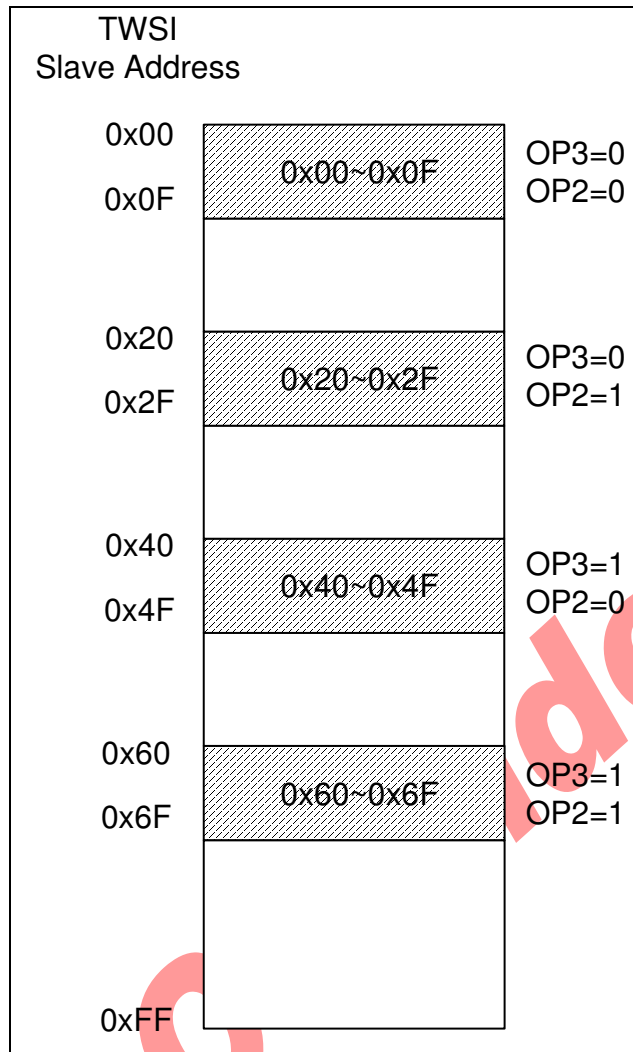 TWSI
Slave Address
0x00
0x00~0x0F
OP3=0
0x0F
OP2=0
0x20
0x20~0x2F
OP3=0
0x2F
OP2=1
0x40
0x40~0x4F
OP3=1
0x4F
OP2=0
0x60
0x60~0x6F
OP3=1
0x6F
OP2=1
0xFF